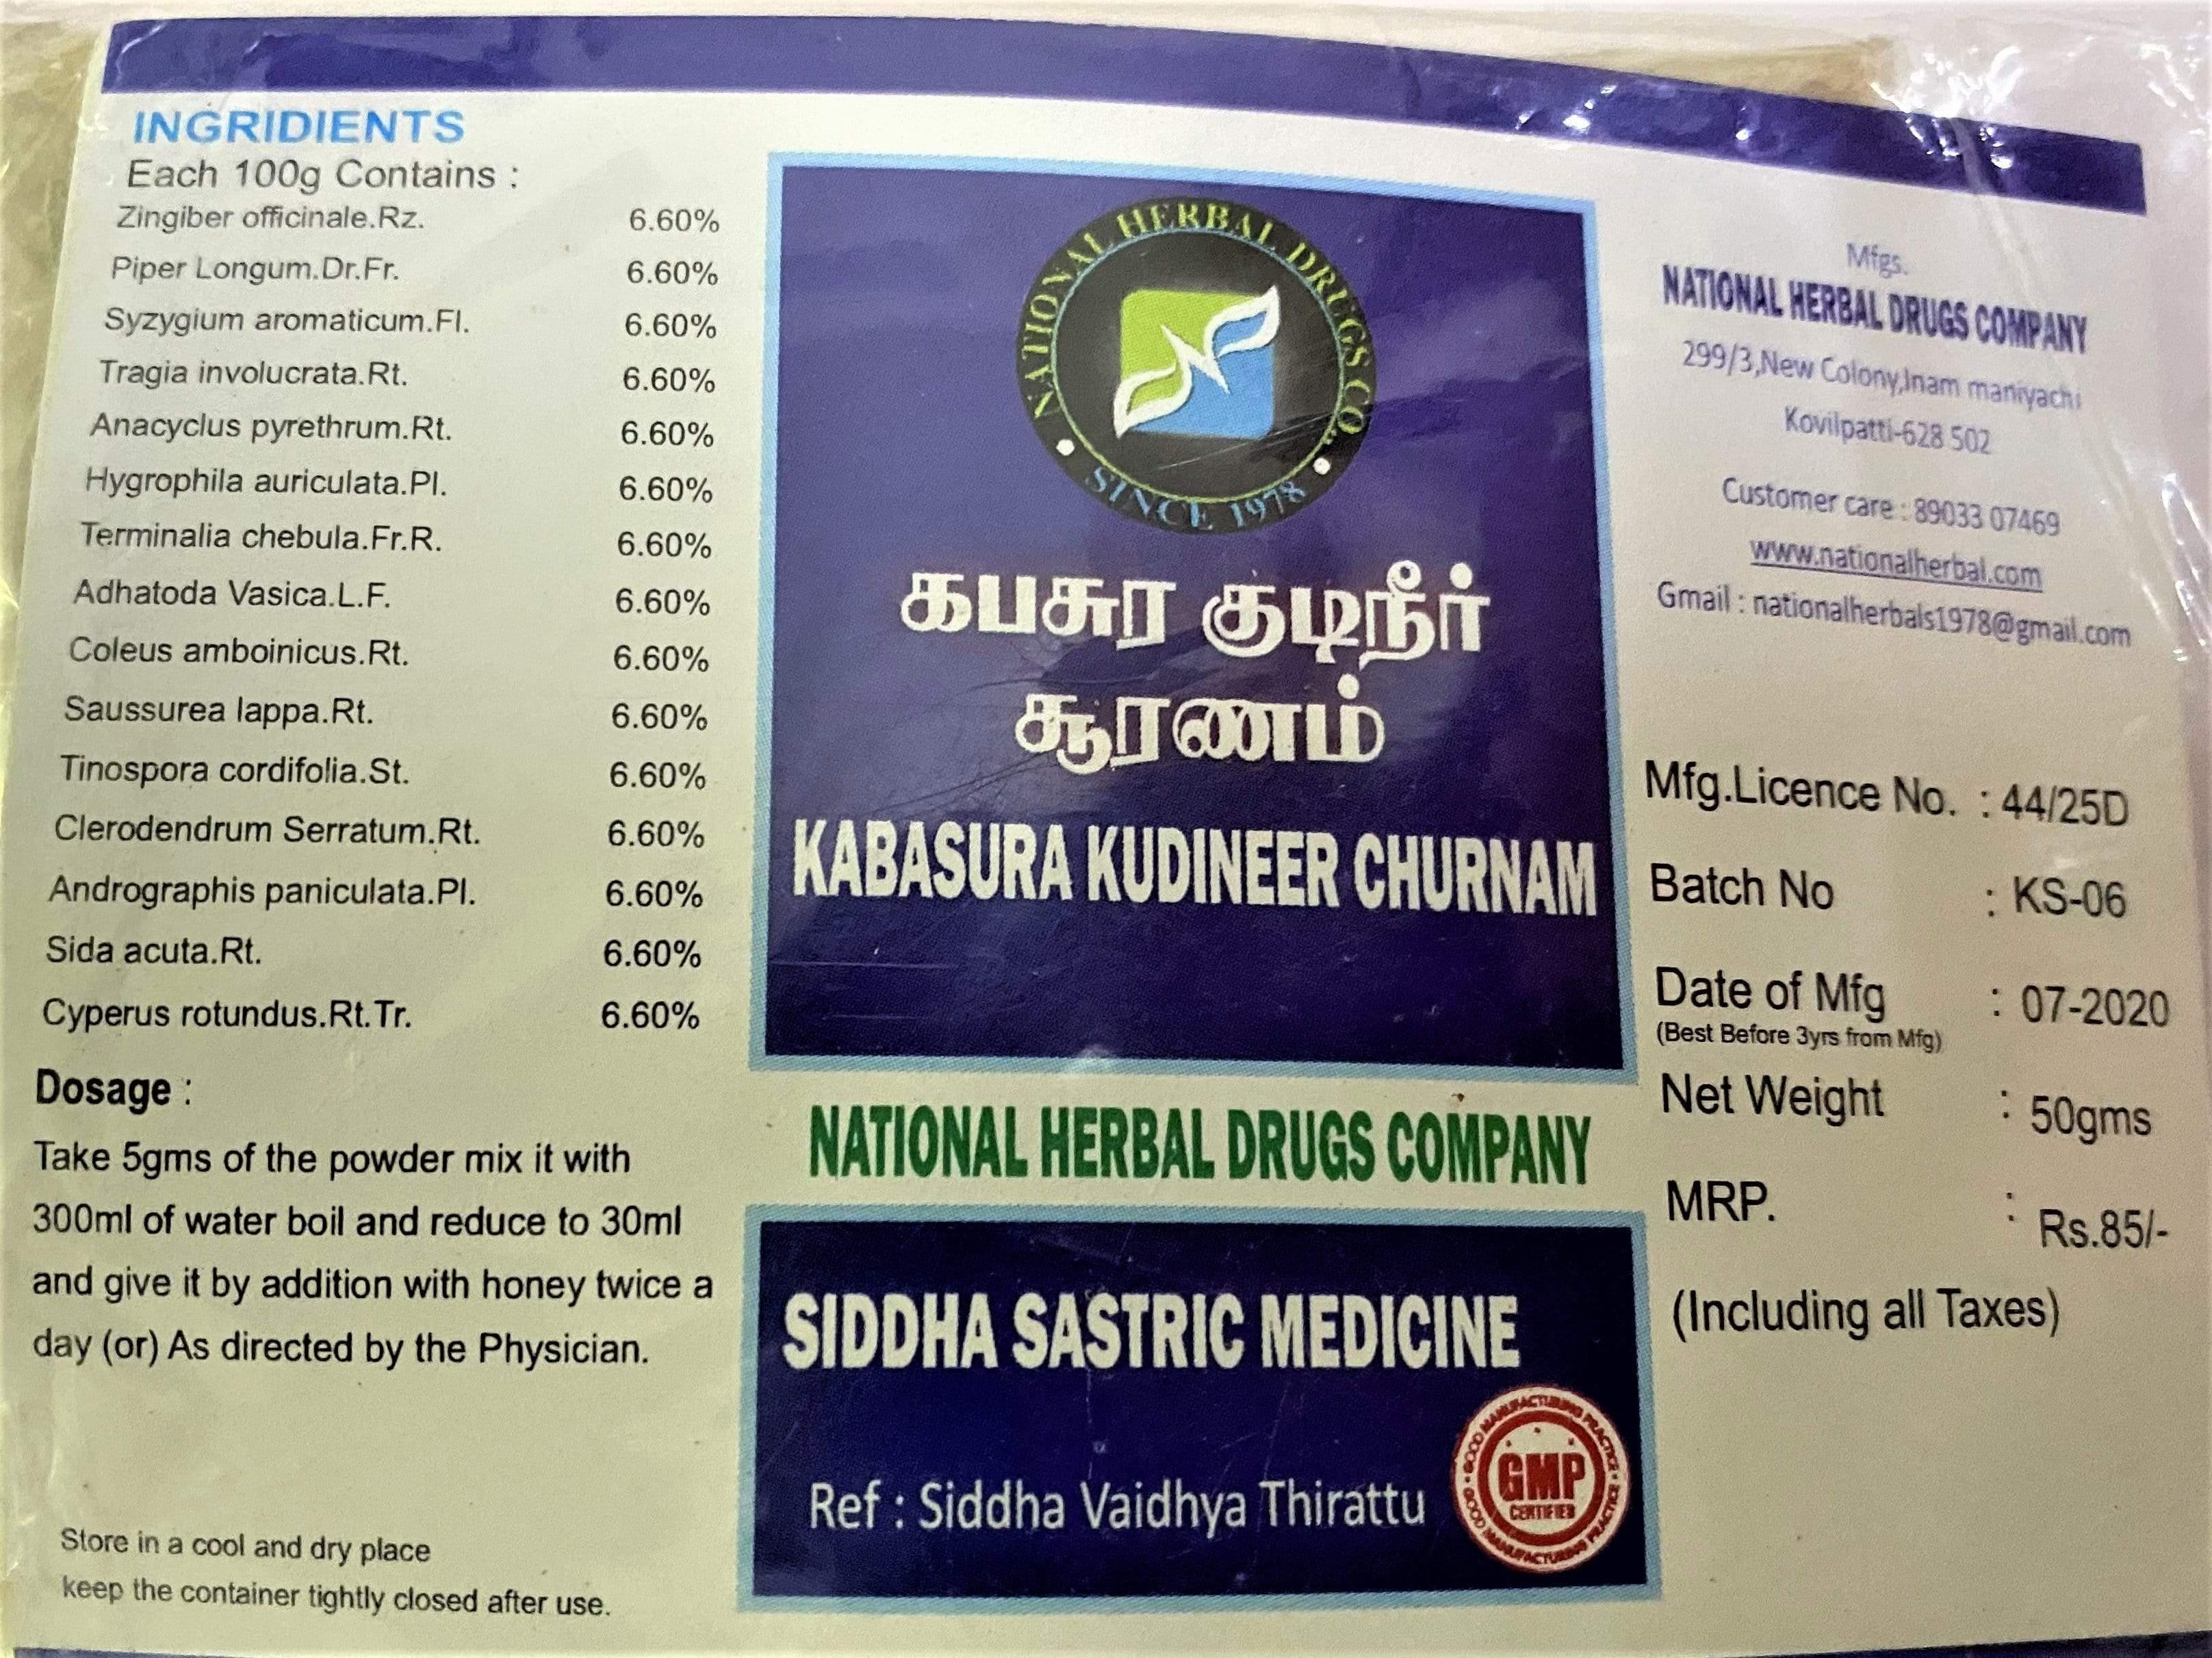 INGRIDIENTS
Each 100g Contains :
Zingiber officinale.Rz. 6.60%
Piper Longum.Dr.Fr. 6.60%
Syzygium aromaticum.Fl. 6.60%
Tragia involucrata.Rt. 6.60%
Anacyclus pyrethrum.Rt. 6.60%
Hygrophila auriculata.Pl. 6.60%
Terminalia chebula.Fr.R. 6.60%
Adhatoda Vasica.L.F. 6.60%
Coleus amboinicus.Rt. 6.60%
Saussurea lappa.Rt. 6.60%
Tinospora cordifolia.St. 6.60%
Clerodendrum Serratum.Rt. 6.60%
Andrographis paniculata.Pl. 6.60%
Sida acuta.Rt. 6.60%
Cyperus rotundus.Rt.Tr. 6.60%
Dosage :
Take 5gms of the powder mix it with
300ml of water boil and reduce to 30ml
and give it by addition with honey twice a
day (or) As directed by the Physician.
Store in a cool and dry place
keep the container tightly closed after use.
NATIONAL HERBAL DRUGS CO.,
SINCE 1978
கபசுர குடிநீர்
சூரணம்
KABASURA KUDINEER CHURNAM
NATIONAL HERBAL DRUGS COMPANY
SIDDHA SASTRIC MEDICINE
Ref : Siddha Vaidhya Thirattu
GOOD MANUFACTURING PRACTICE
GMP
CERTIFIED
GOOD MANUFACTURING PRACTICE
Mfgs.
NATIONAL HERBAL DRUGS COMPANY
299/3,New Colony,Inam maniyachi
Kovilpatti-628 502
Customer care : 89033 07469
www.nationalherbal.com
Gmail : nationalherbals1978@gmail.com
Mfg.Licence No. : 44/25D
Batch No : KS-06
Date of Mfg : 07-2020
(Best Before 3yrs from Mfg)
Net Weight : 50gms
MRP. : Rs.85/-
(Including all Taxes)